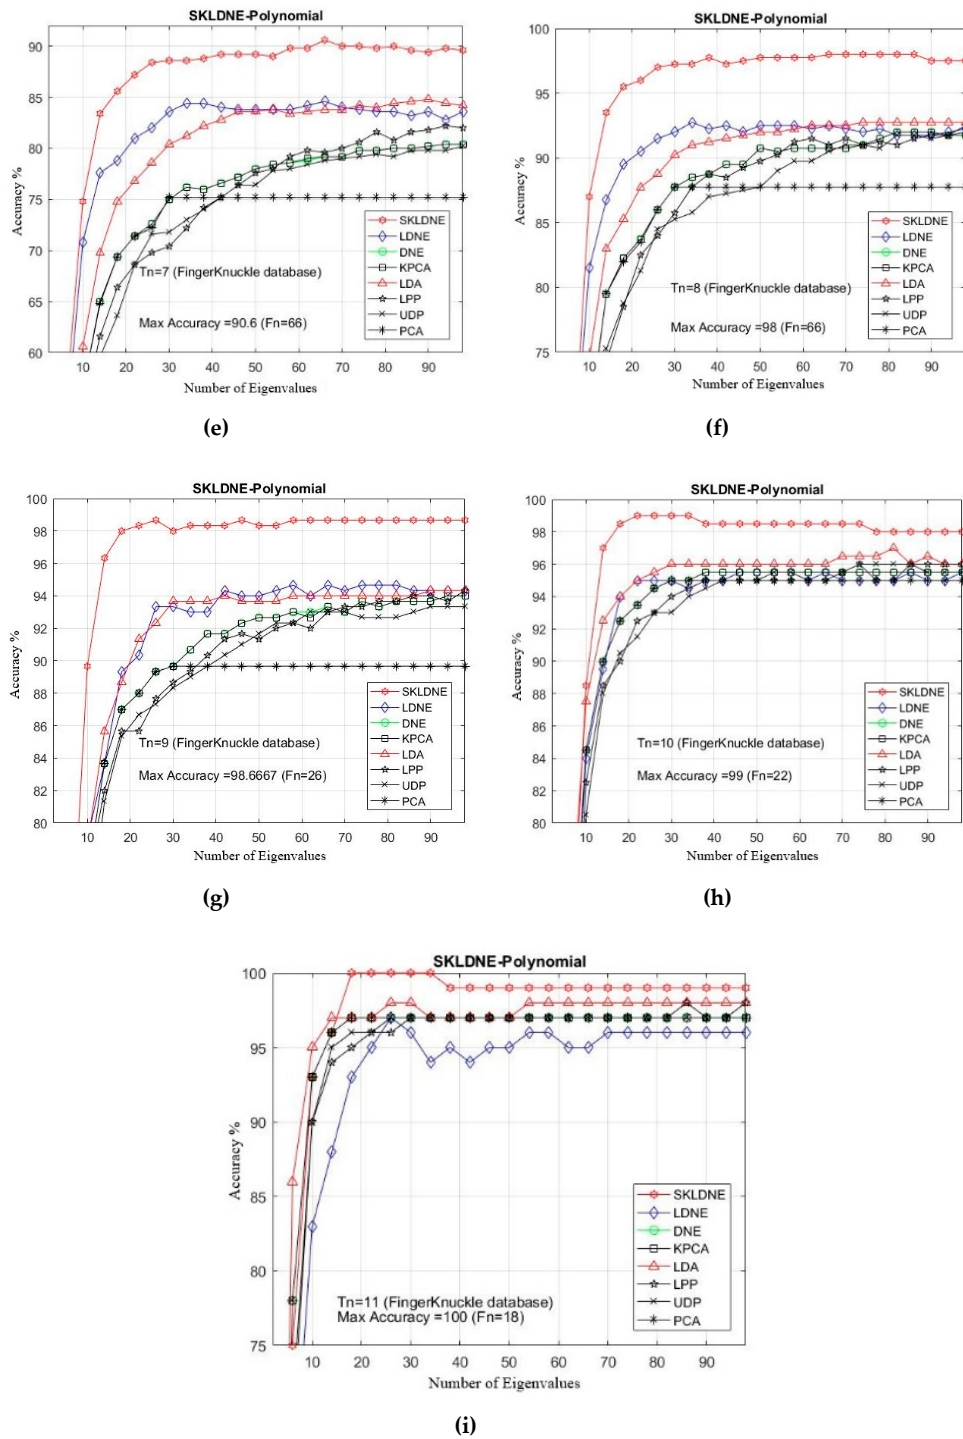 SKLDNE-Polynomial
Accuracy %
90
85
80
75
70
65
60
SKLDNE
LDNE
DNE
KPCA
LDA
LPP
UDP
PCA
Tn=7 (FingerKnuckle database)
Max Accuracy =90.6 (Fn=66)
10 20 30 40 50 60 70 80 90
Number of Eigenvalues
(e)
SKLDNE-Polynomial
Accuracy %
100
95
90
85
80
75
SKLDNE
LDNE
DNE
KPCA
LDA
LPP
UDP
PCA
Tn=8 (FingerKnuckle database)
Max Accuracy =98 (Fn=66)
10 20 30 40 50 60 70 80 90
Number of Eigenvalues
(f)
SKLDNE-Polynomial
Accuracy %
100
98
96
94
92
90
88
86
84
82
80
SKLDNE
LDNE
DNE
KPCA
LDA
LPP
UDP
PCA
Tn=9 (FingerKnuckle database)
Max Accuracy =98.6667 (Fn=26)
10 20 30 40 50 60 70 80 90
Number of Eigenvalues
(g)
SKLDNE-Polynomial
Accuracy %
100
98
96
94
92
90
88
86
84
82
80
SKLDNE
LDNE
DNE
KPCA
LDA
LPP
UDP
PCA
Tn=10 (FingerKnuckle database)
Max Accuracy =99 (Fn=22)
10 20 30 40 50 60 70 80 90
Number of Eigenvalues
(h)
SKLDNE-Polynomial
Accuracy %
100
95
90
85
80
75
SKLDNE
LDNE
DNE
KPCA
LDA
LPP
UDP
PCA
Tn=11 (FingerKnuckle database)
Max Accuracy =100 (Fn=18)
10 20 30 40 50 60 70 80 90
Number of Eigenvalues
(i)